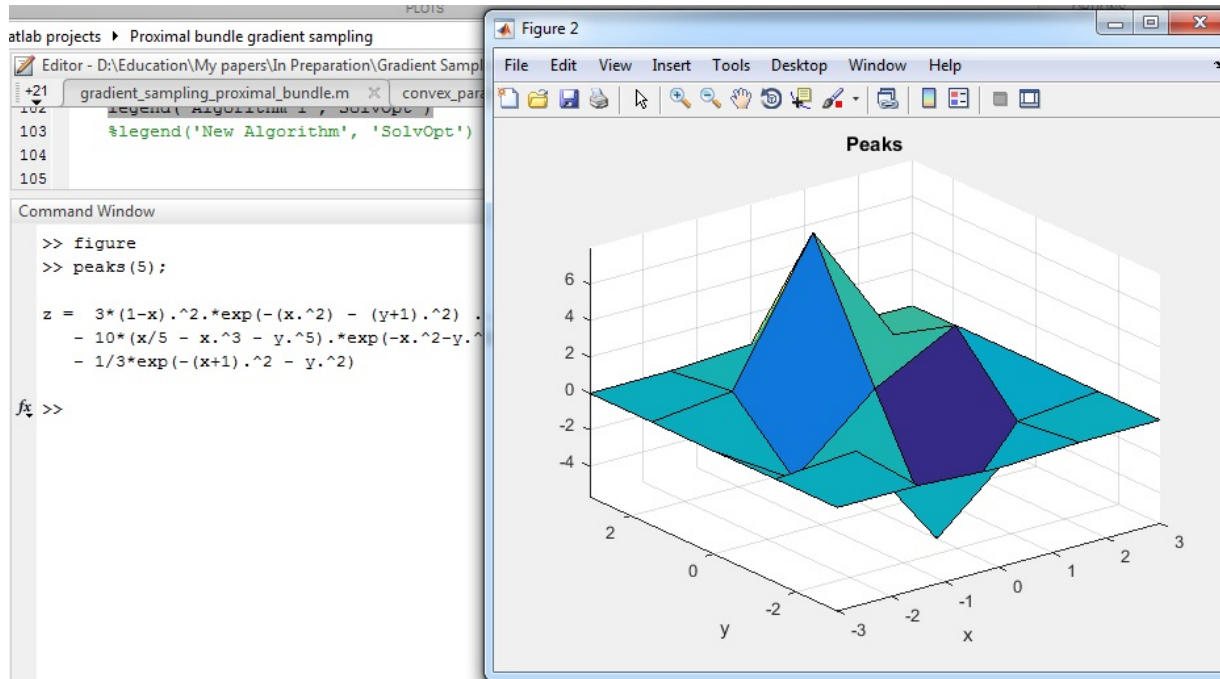 PLOTS
atlab projects ▸ Proximal bundle gradient sampling
Editor - D:\Education\My papers\In Preparation\Gradient Sampl
+21 gradient_sampling_proximal_bundle.m convex_para
102 legend('Algorithm 1', 'SolvOpt')
103 %legend('New Algorithm', 'SolvOpt')
104
105
Command Window
>> figure
>> peaks(5);
z = 3*(1-x).^2.*exp(-(x.^2) - (y+1).^2) .
- 10*(x/5 - x.^3 - y.^5).*exp(-x.^2-y.^
- 1/3*exp(-(x+1).^2 - y.^2)
fx >>
Figure 2
File Edit View Insert Tools Desktop Window Help
Peaks
6
4
2
0
-2
-4
2
0
-2
y
-3
-2
-1
0
1
2
3
x